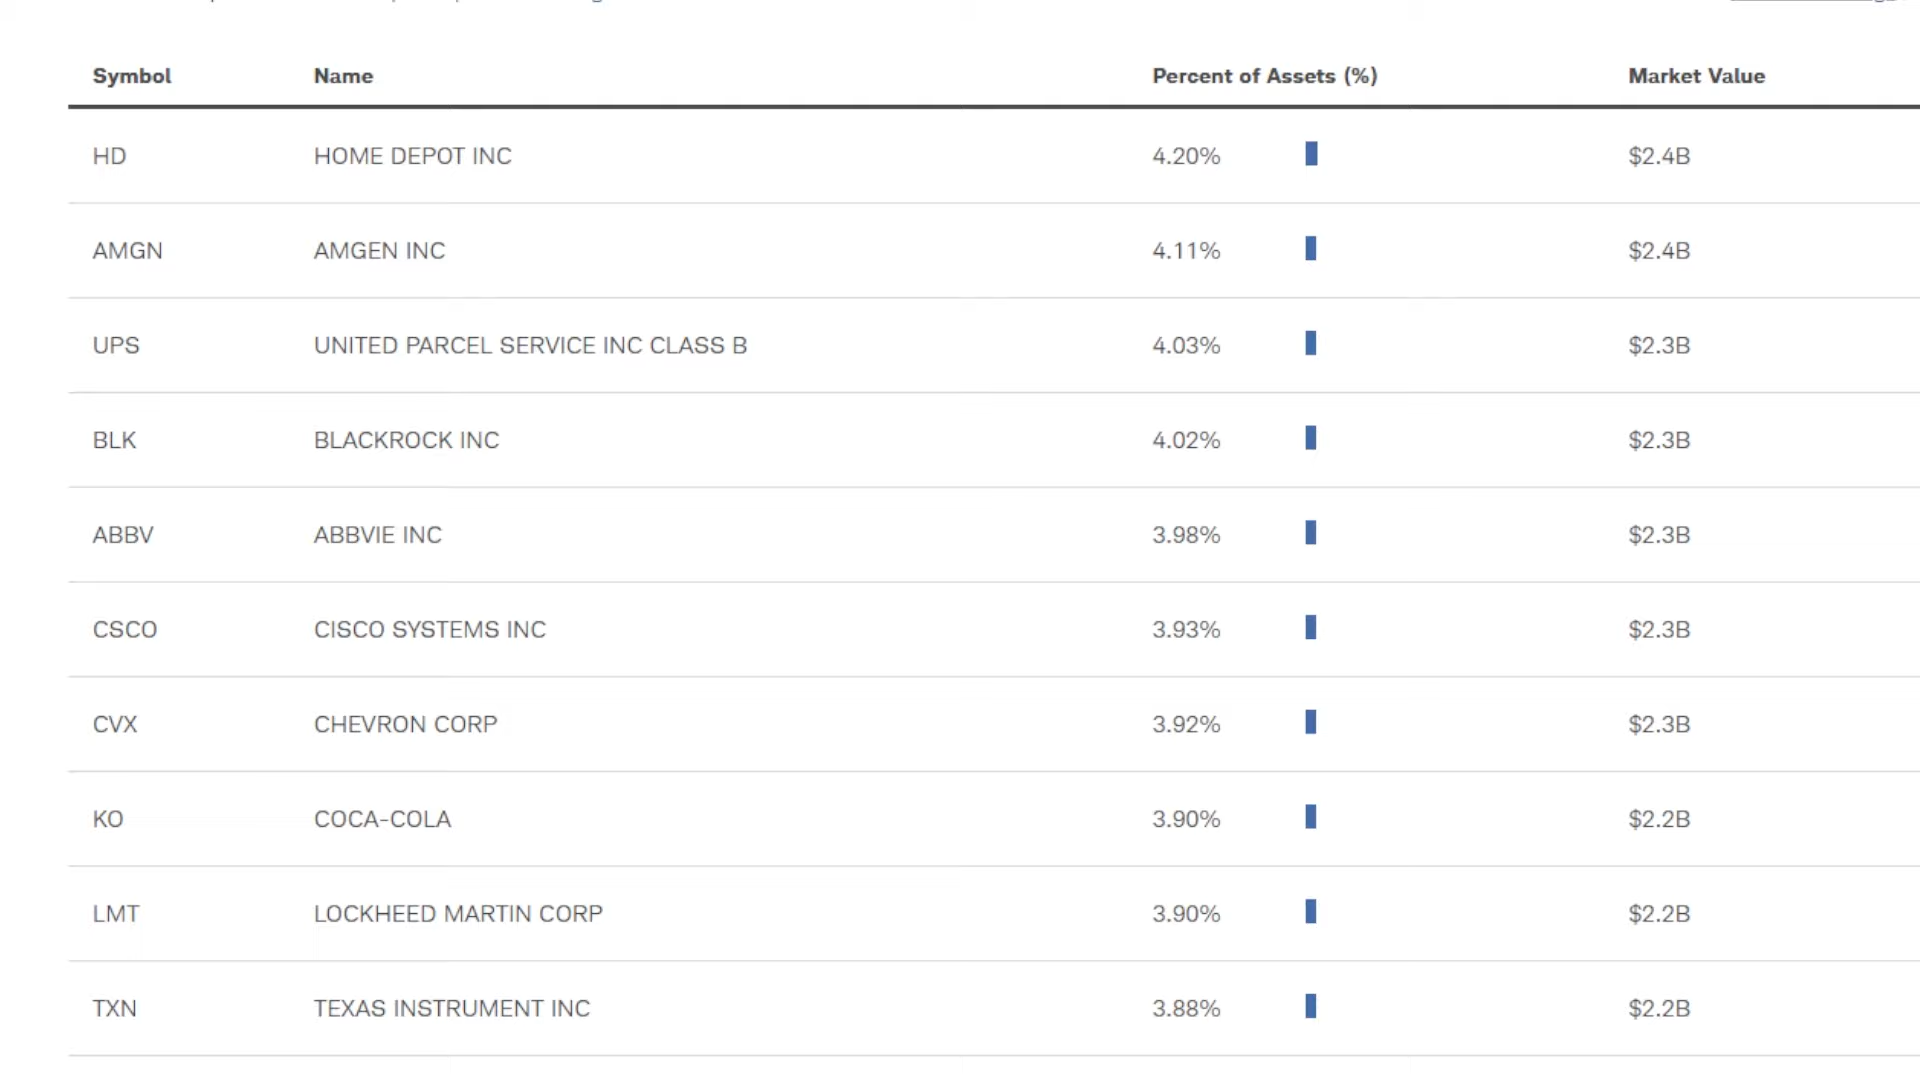 Symbol Name Percent of Assets (%) Market Value
HD HOME DEPOT INC 4.20% $2.4B
AMGN AMGEN INC 4.11% $2.4B
UPS UNITED PARCEL SERVICE INC CLASS B 4.03% $2.3B
BLK BLACKROCK INC 4.02% $2.3B
ABBV ABBVIE INC 3.98% $2.3B
CSCO CISCO SYSTEMS INC 3.93% $2.3B
CVX CHEVRON CORP 3.92% $2.3B
KO COCA-COLA 3.90% $2.2B
LMT LOCKHEED MARTIN CORP 3.90% $2.2B
TXN TEXAS INSTRUMENT INC 3.88% $2.2B